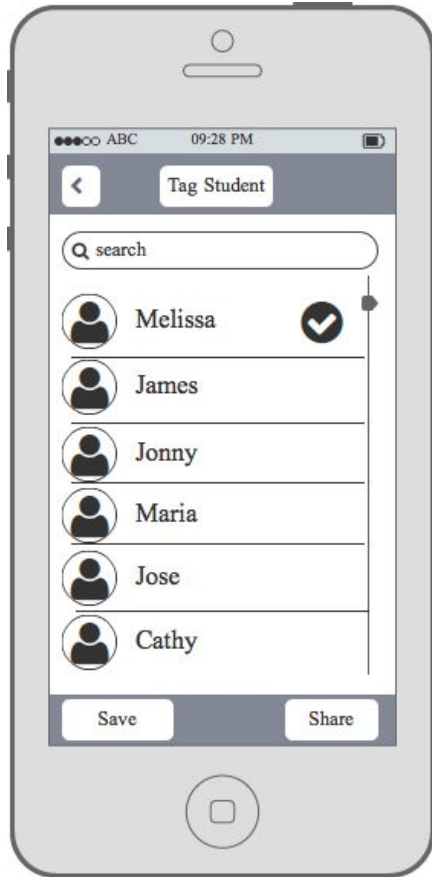 ABC 09:28 PM
Tag Student
search
Melissa
James
Jonny
Maria
Jose
Cathy
Save Share